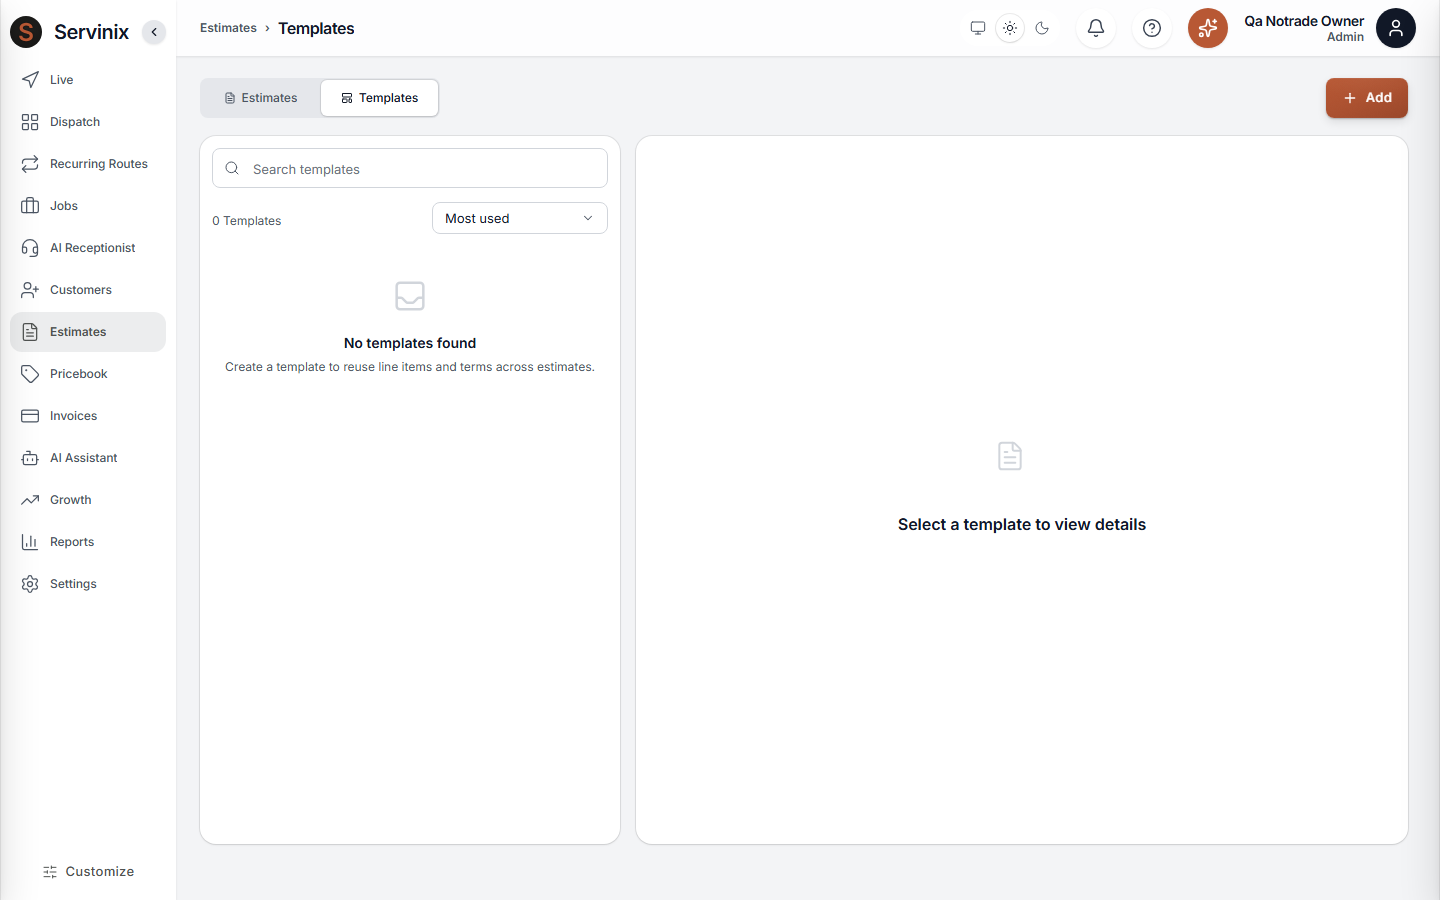 Servinix
Live
Dispatch
Recurring Routes
Jobs
AI Receptionist
Customers
Estimates
Pricebook
Invoices
AI Assistant
Growth
Reports
Settings
Customize
Estimates › Templates
Qa Notrade Owner
Admin
Estimates
Templates
+ Add
Search templates
0 Templates
Most used
No templates found
Create a template to reuse line items and terms across estimates.
Select a template to view details